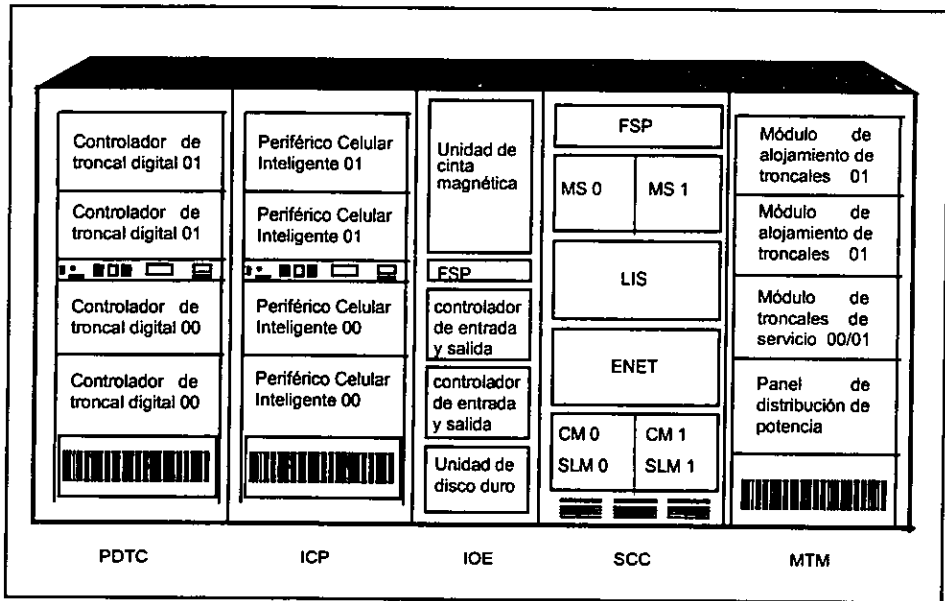 Controlador de
troncal digital 01
Controlador de
troncal digital 01
Controlador de
troncal digital 00
Controlador de
troncal digital 00
Periférico Celular
Inteligente 01
Periférico Celular
Inteligente 01
Periférico Celular
Inteligente 00
Periférico Celular
Inteligente 00
Unidad de
cinta
magnética
FSP
controlador
de entrada
y salida
controlador
de entrada
y salida
Unidad de
disco duro
FSP
MS 0
MS 1
LIS
ENET
CM 0
SLM 0
CM 1
SLM 1
Módulo de
alojamiento de
troncales 01
Módulo de
alojamiento de
troncales 01
Módulo de
troncales de
servicio 00/01
Panel de
distribución de
potencia
PDTC
ICP
IOE
SCC
MTM